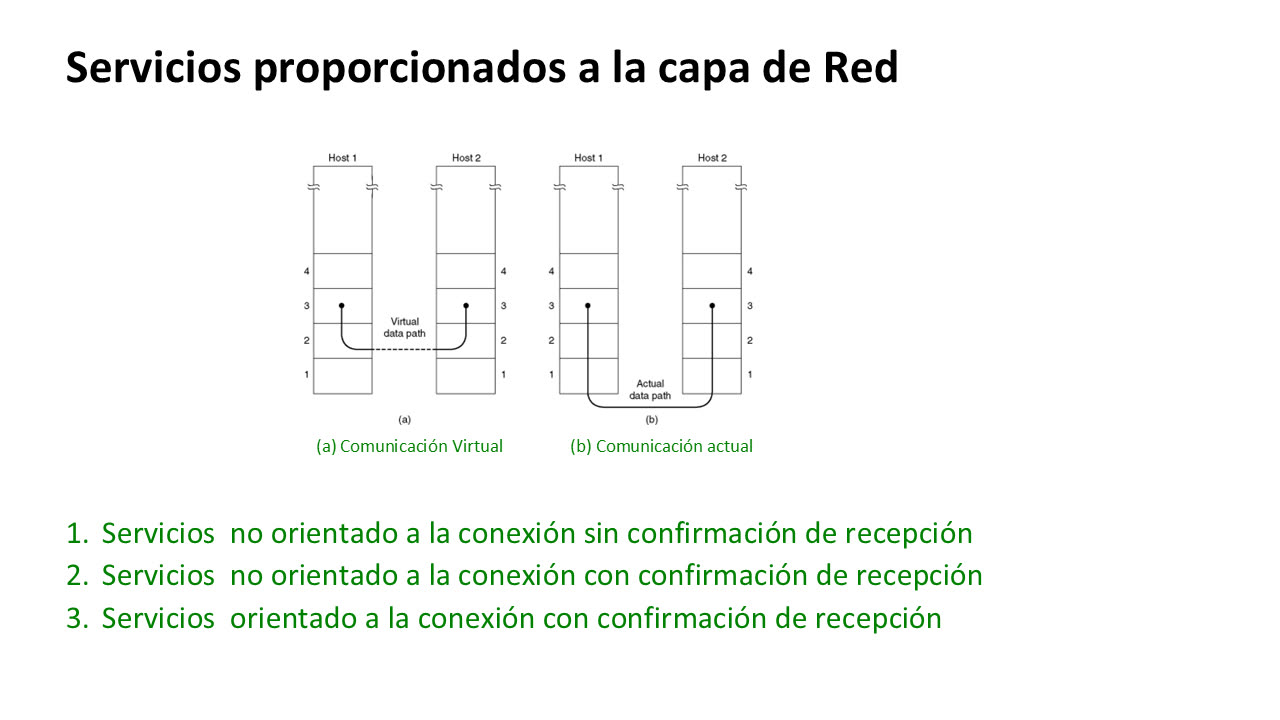 Servicios proporcionados a la capa de Red
Host 1
Host 2
Host 1
Host 2
4
4
4
4
3
3
3
3
Virtual
data path
2
2
2
2
1
1
1
1
Actual
data path
(a)
(b)
(a) Comunicación Virtual
(b) Comunicación actual
1. Servicios no orientado a la conexión sin confirmación de recepción
2. Servicios no orientado a la conexión con confirmación de recepción
3. Servicios orientado a la conexión con confirmación de recepción